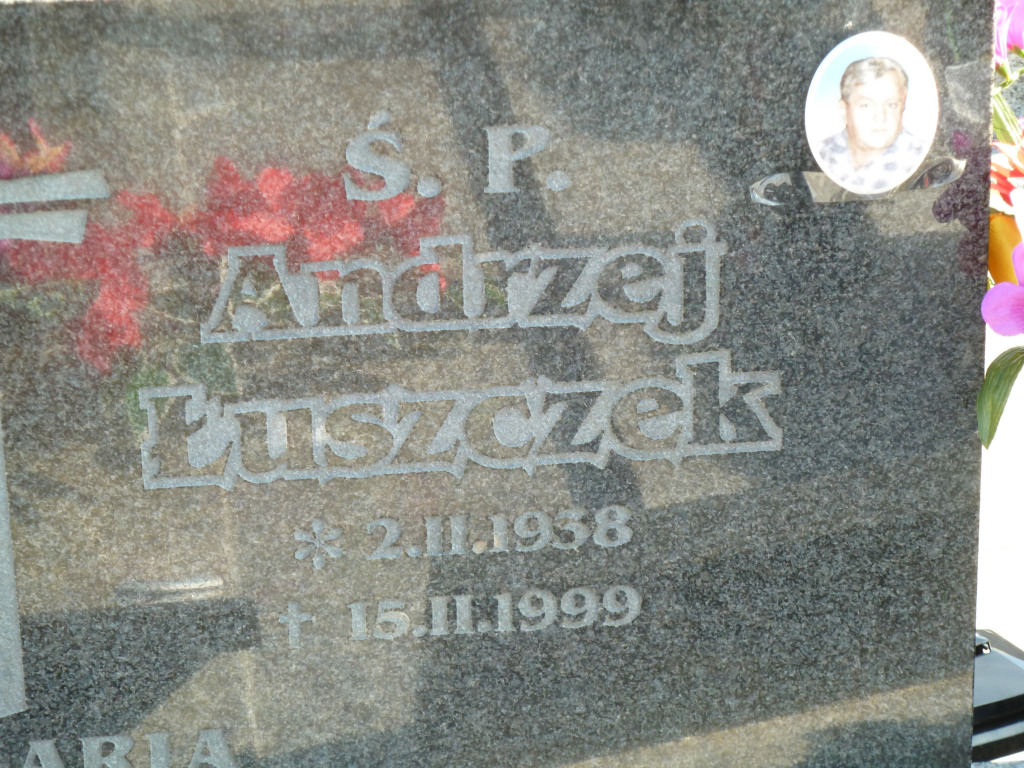 Ś. P.
Andrzej
Łuszczek
* 2.II.1938
† 15.II.1999